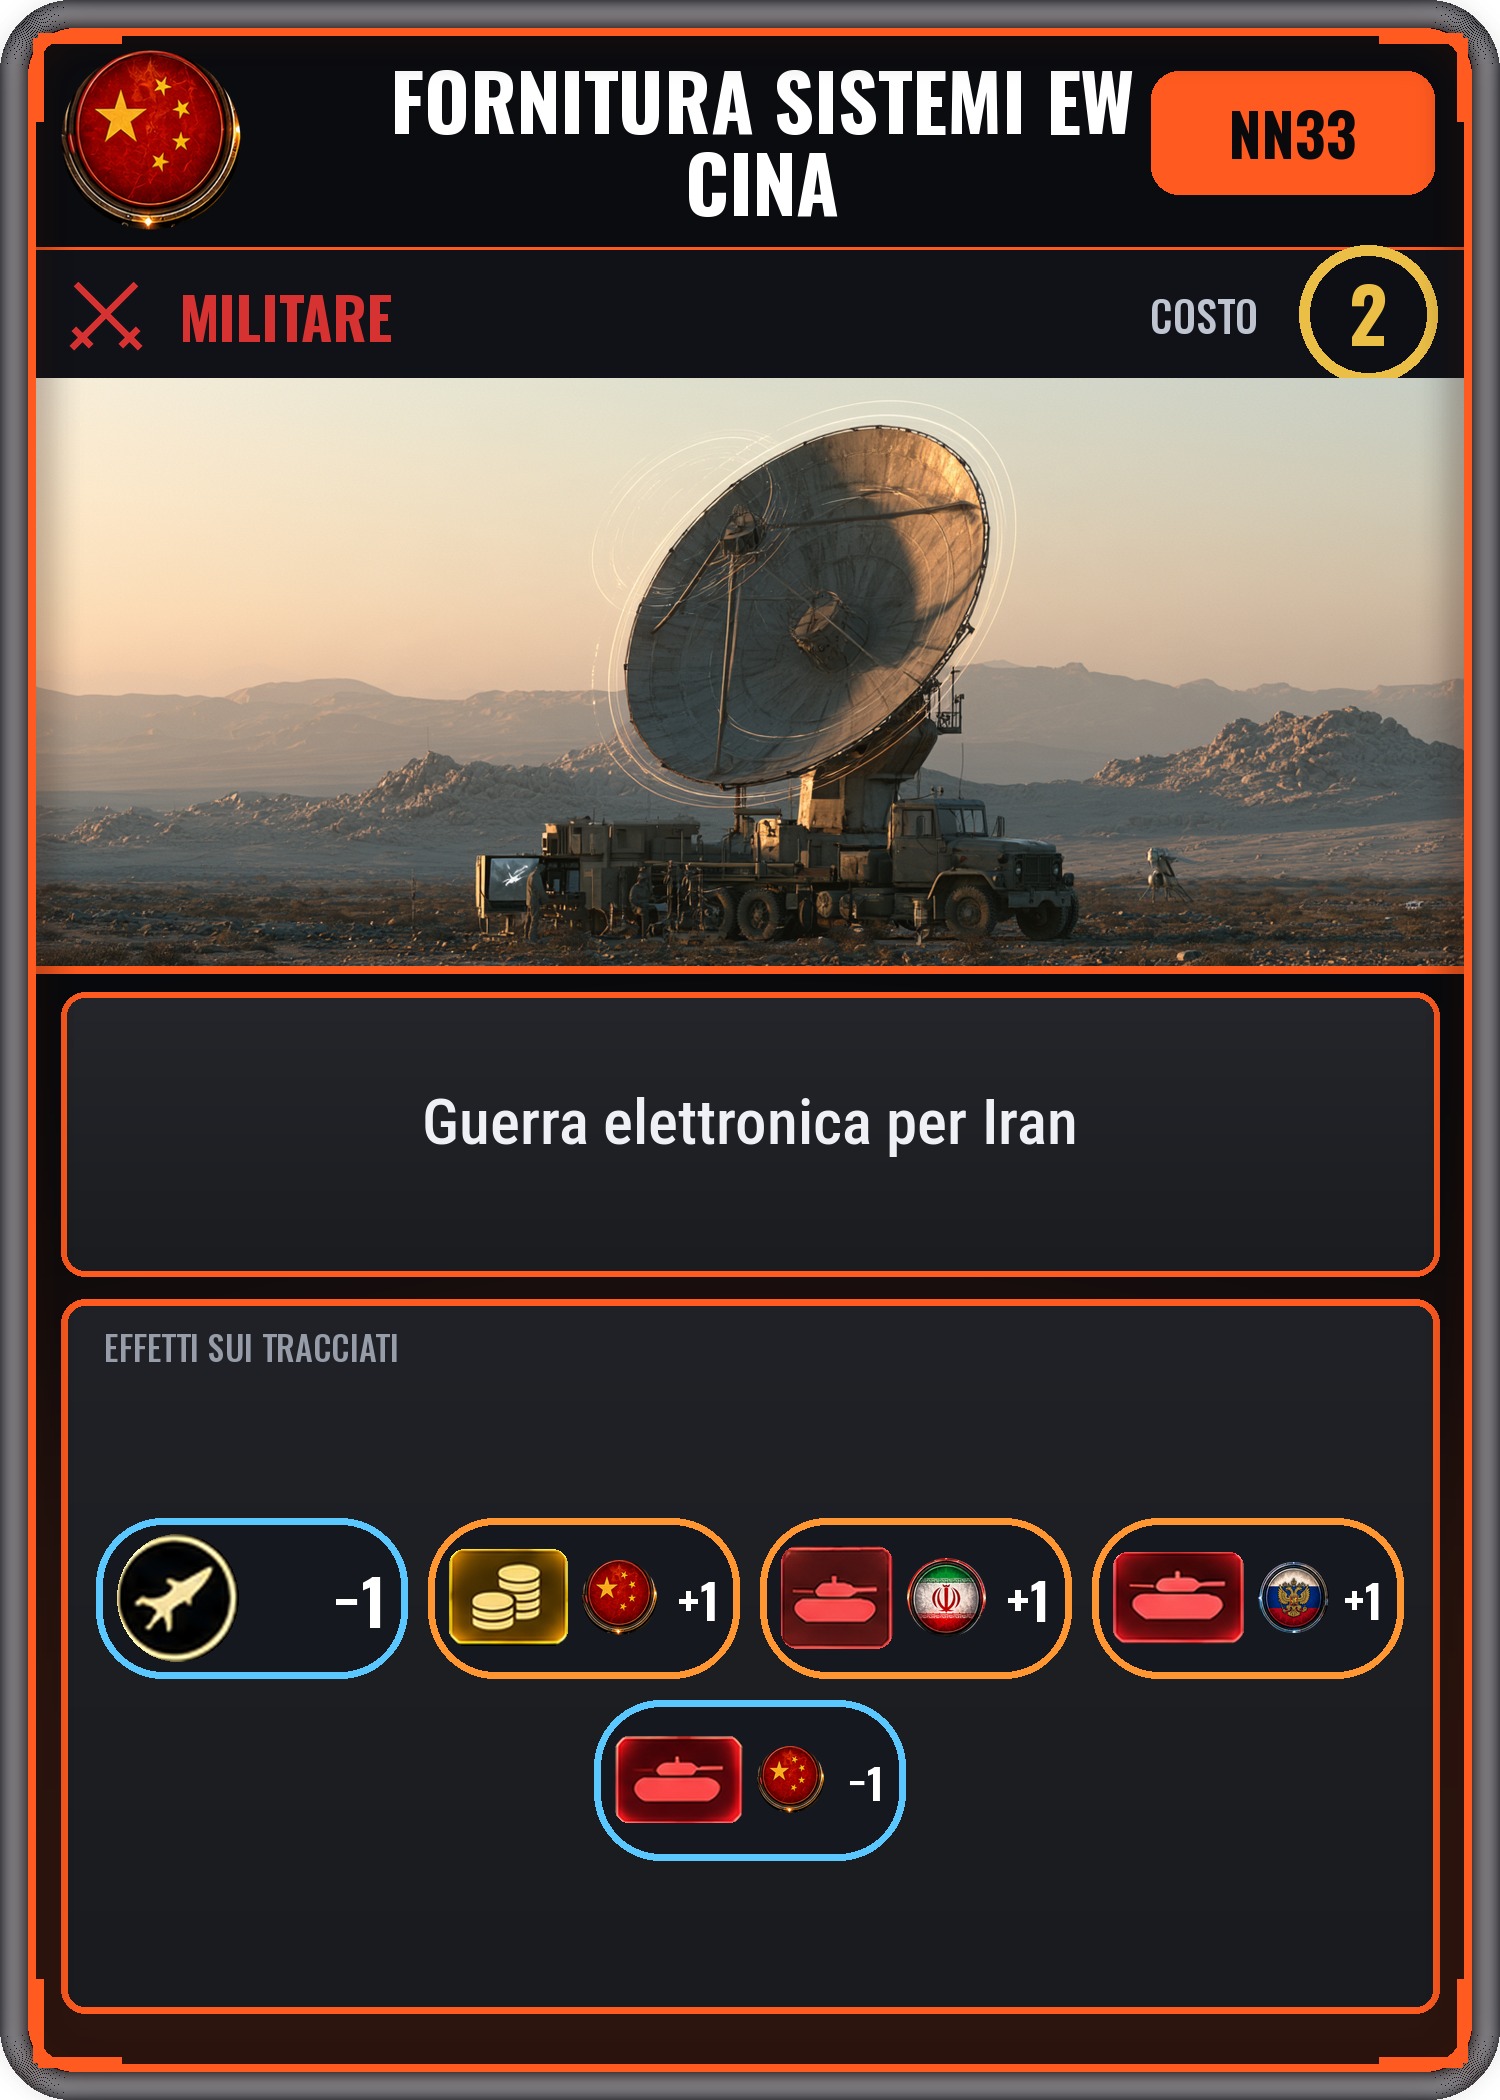 FORNITURA SISTEMI EW
CINA
NN33
MILITARE
COSTO
2
Guerra elettronica per Iran
EFFETTI SUI TRACCIATI
−1
+1
+1
+1
−1